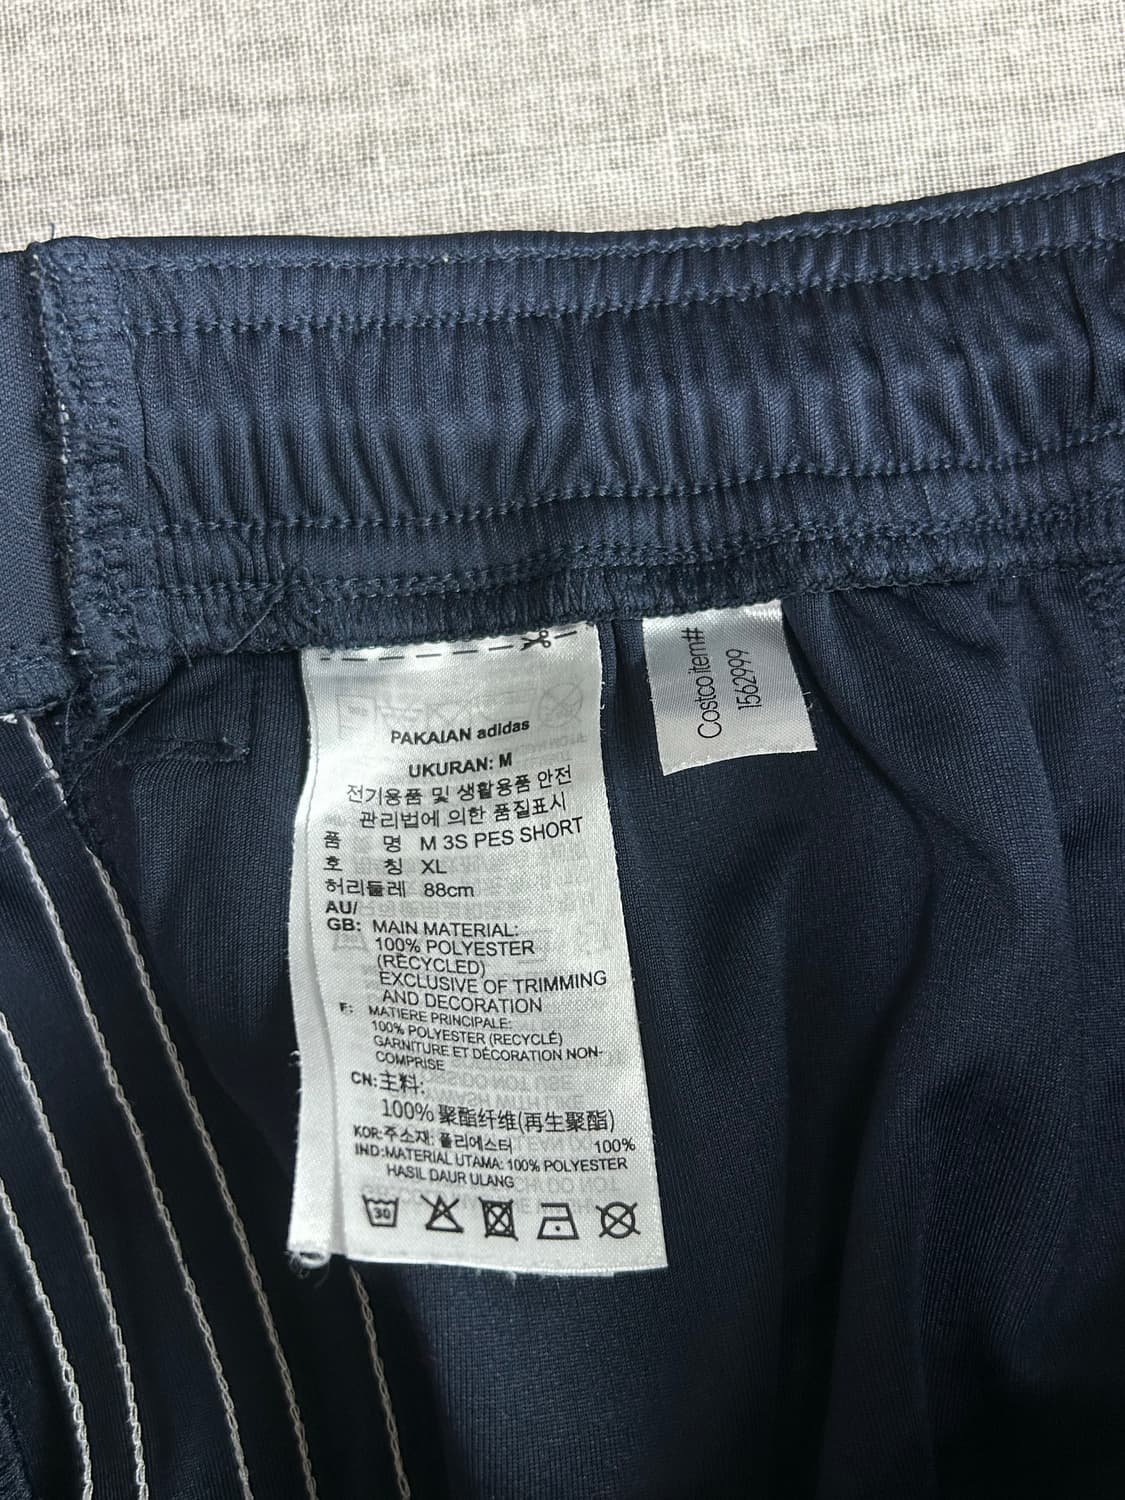 PAKAIAN adidas
UKURAN: M
전기용품 및 생활용품 안전
관리법에 의한 품질표시
품 명 M 3S PES SHORT
호 칭 XL
허리둘레 88cm
AU/
GB: MAIN MATERIAL:
100% POLYESTER
(RECYCLED)
EXCLUSIVE OF TRIMMING
AND DECORATION
F: MATIERE PRINCIPALE:
100% POLYESTER (RECYCLÉ)
GARNITURE ET DÉCORATION NON-
COMPRISE
CN:主料:
100% 聚酯纤维(再生聚酯)
KOR:주소재: 폴리에스터 100%
IND:MATERIAL UTAMA: 100% POLYESTER
HASIL DAUR ULANG
30
Costco item#
1562999